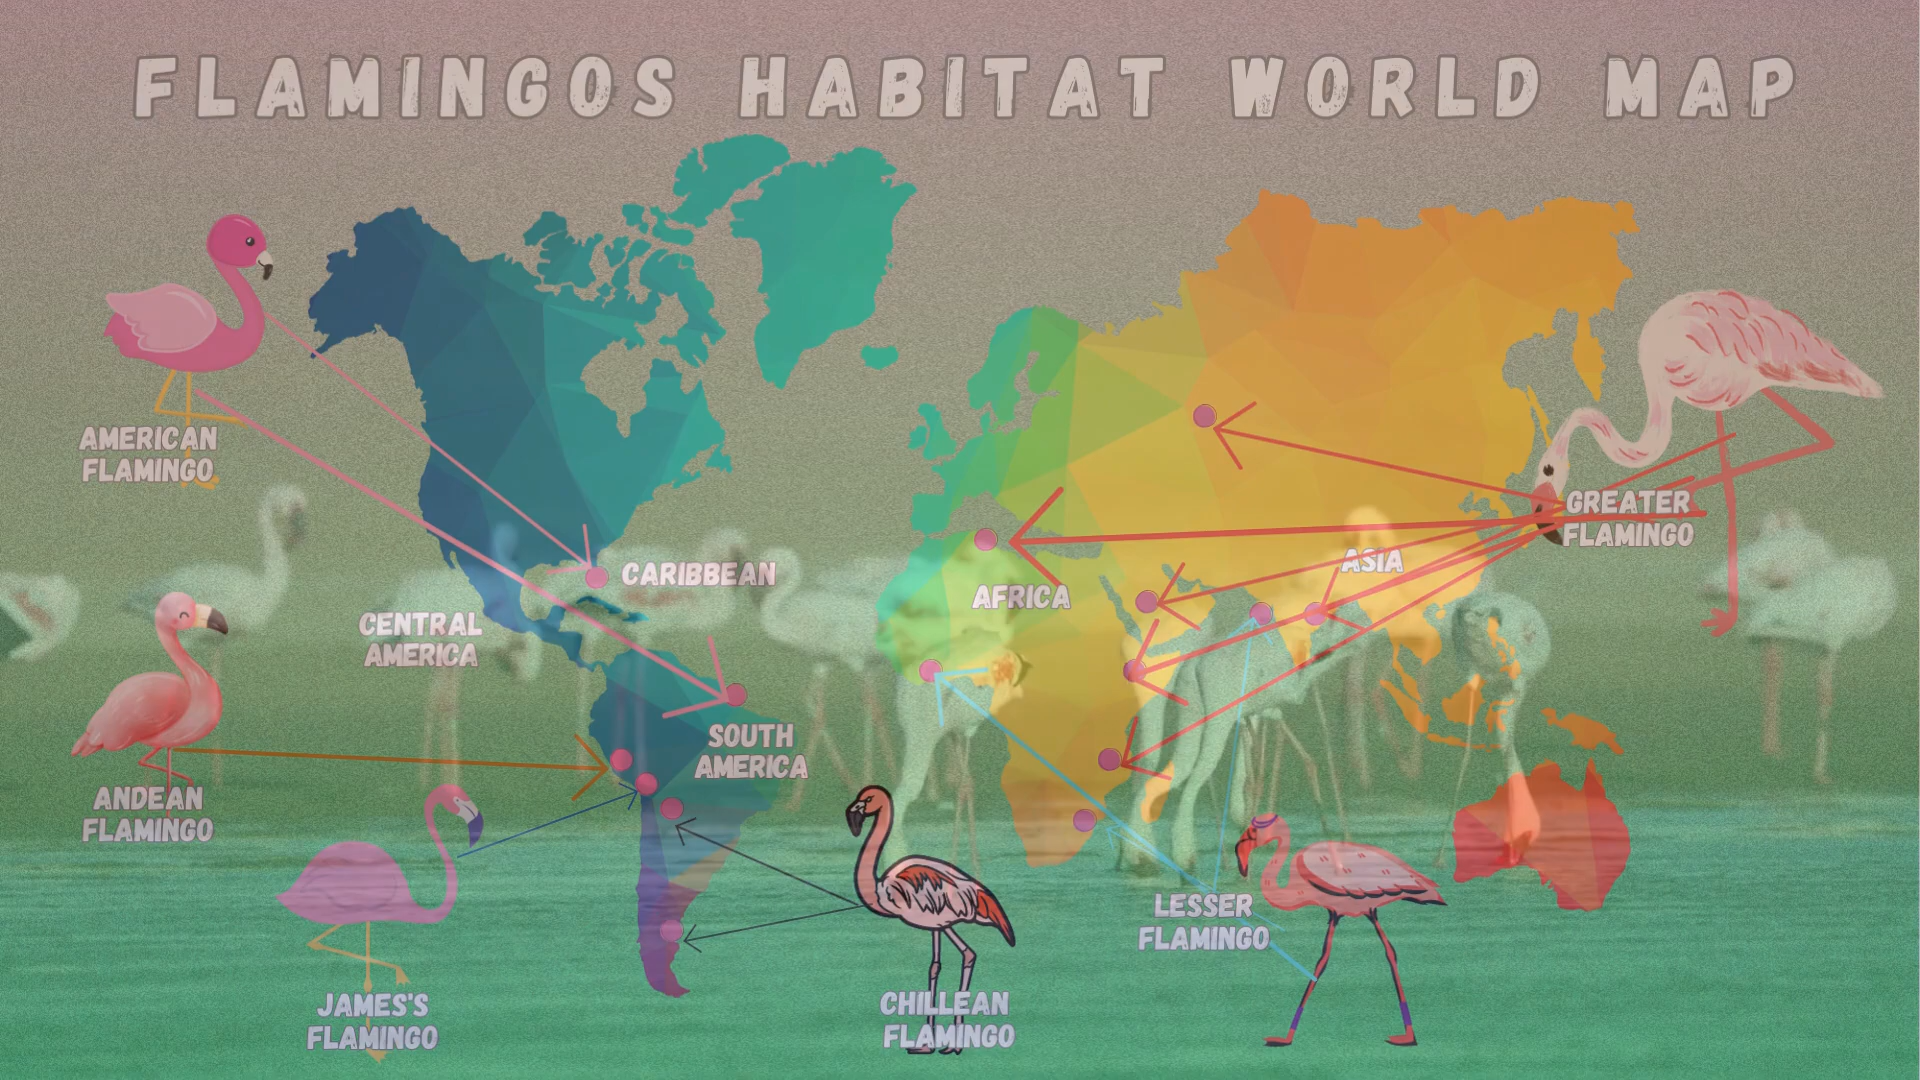 FLAMINGOS HABITAT WORLD MAP
AMERICAN
FLAMINGO
GREATER
FLAMINGO
ASIA
CARIBBEAN
AFRICA
CENTRAL
AMERICA
SOUTH
AMERICA
ANDEAN
FLAMINGO
LESSER
FLAMINGO
JAMES'S
FLAMINGO
CHILLEAN
FLAMINGO